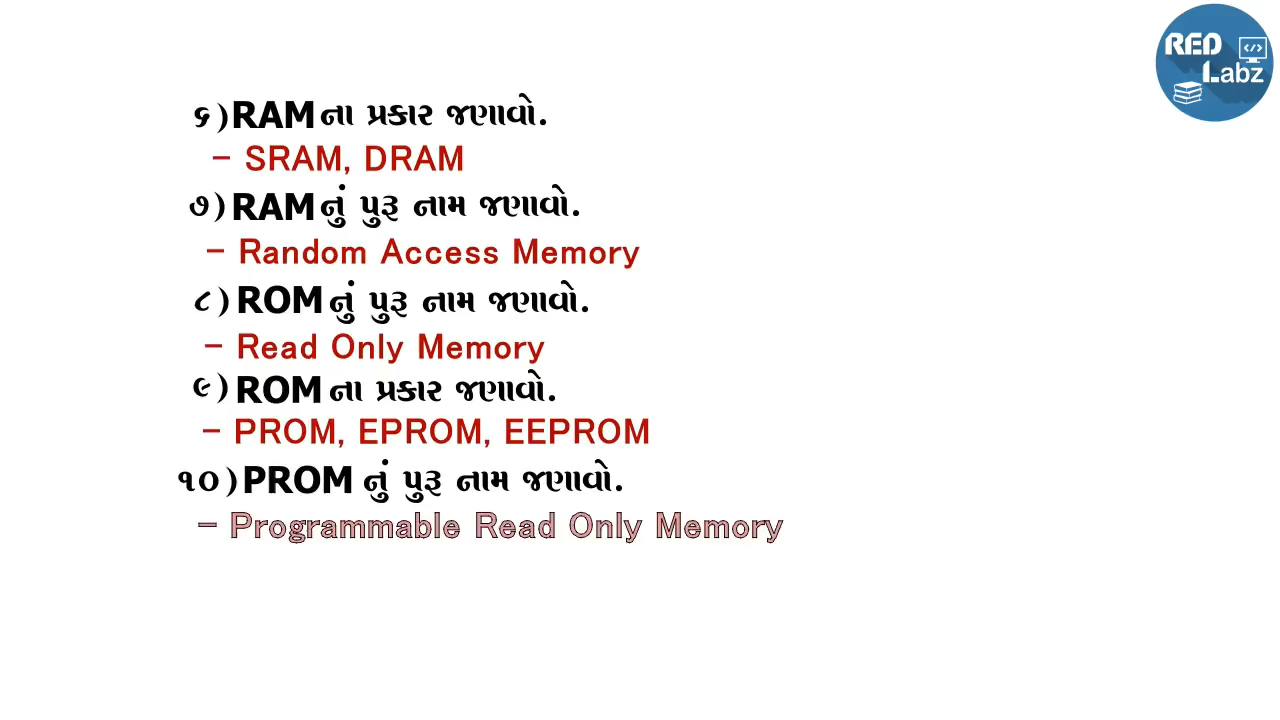 RED
Labz
૬)RAM ના પ્રકાર જણાવો.
- SRAM, DRAM
૭)RAM નું પુરૂ નામ જણાવો.
- Random Access Memory
૮)ROM નું પુરૂ નામ જણાવો.
- Read Only Memory
૯)ROM ના પ્રકાર જણાવો.
- PROM, EPROM, EEPROM
૧૦)PROM નું પુરૂ નામ જણાવો.
- Programmable Read Only Memory